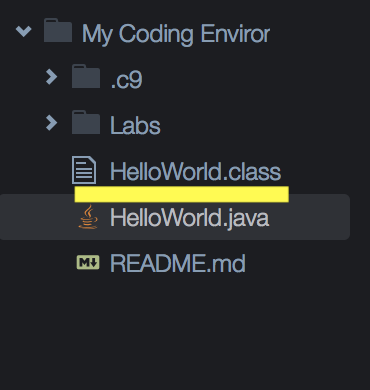 My Coding Enviror
.c9
Labs
HelloWorld.class
HelloWorld.java
README.md